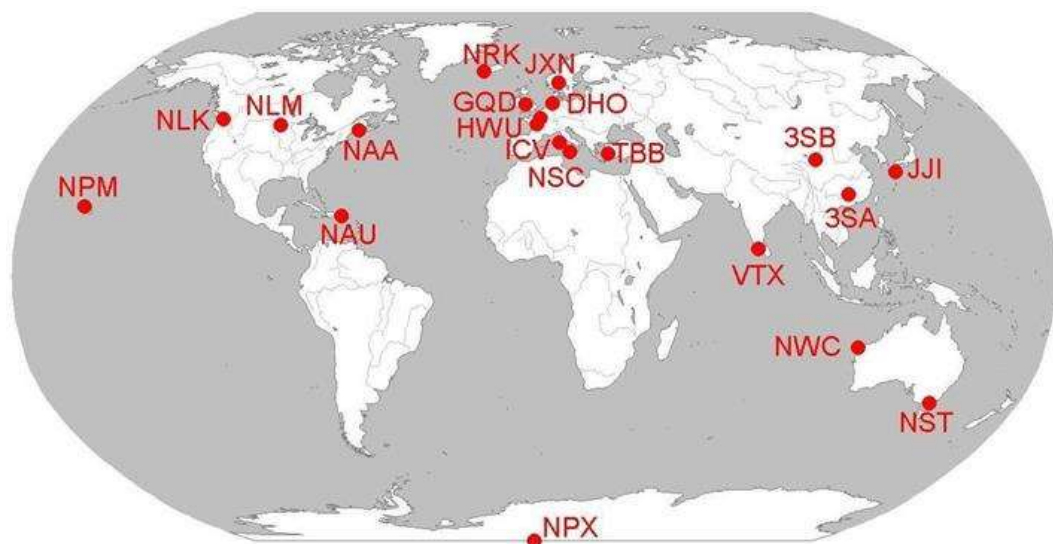 NRK
JXN
GQD
DHO
NLK
NLM
HWU
NAA
3SB
ICV
TBB
JJI
NSC
NPM
3SA
NAU
VTX
NWC
NST
NPX